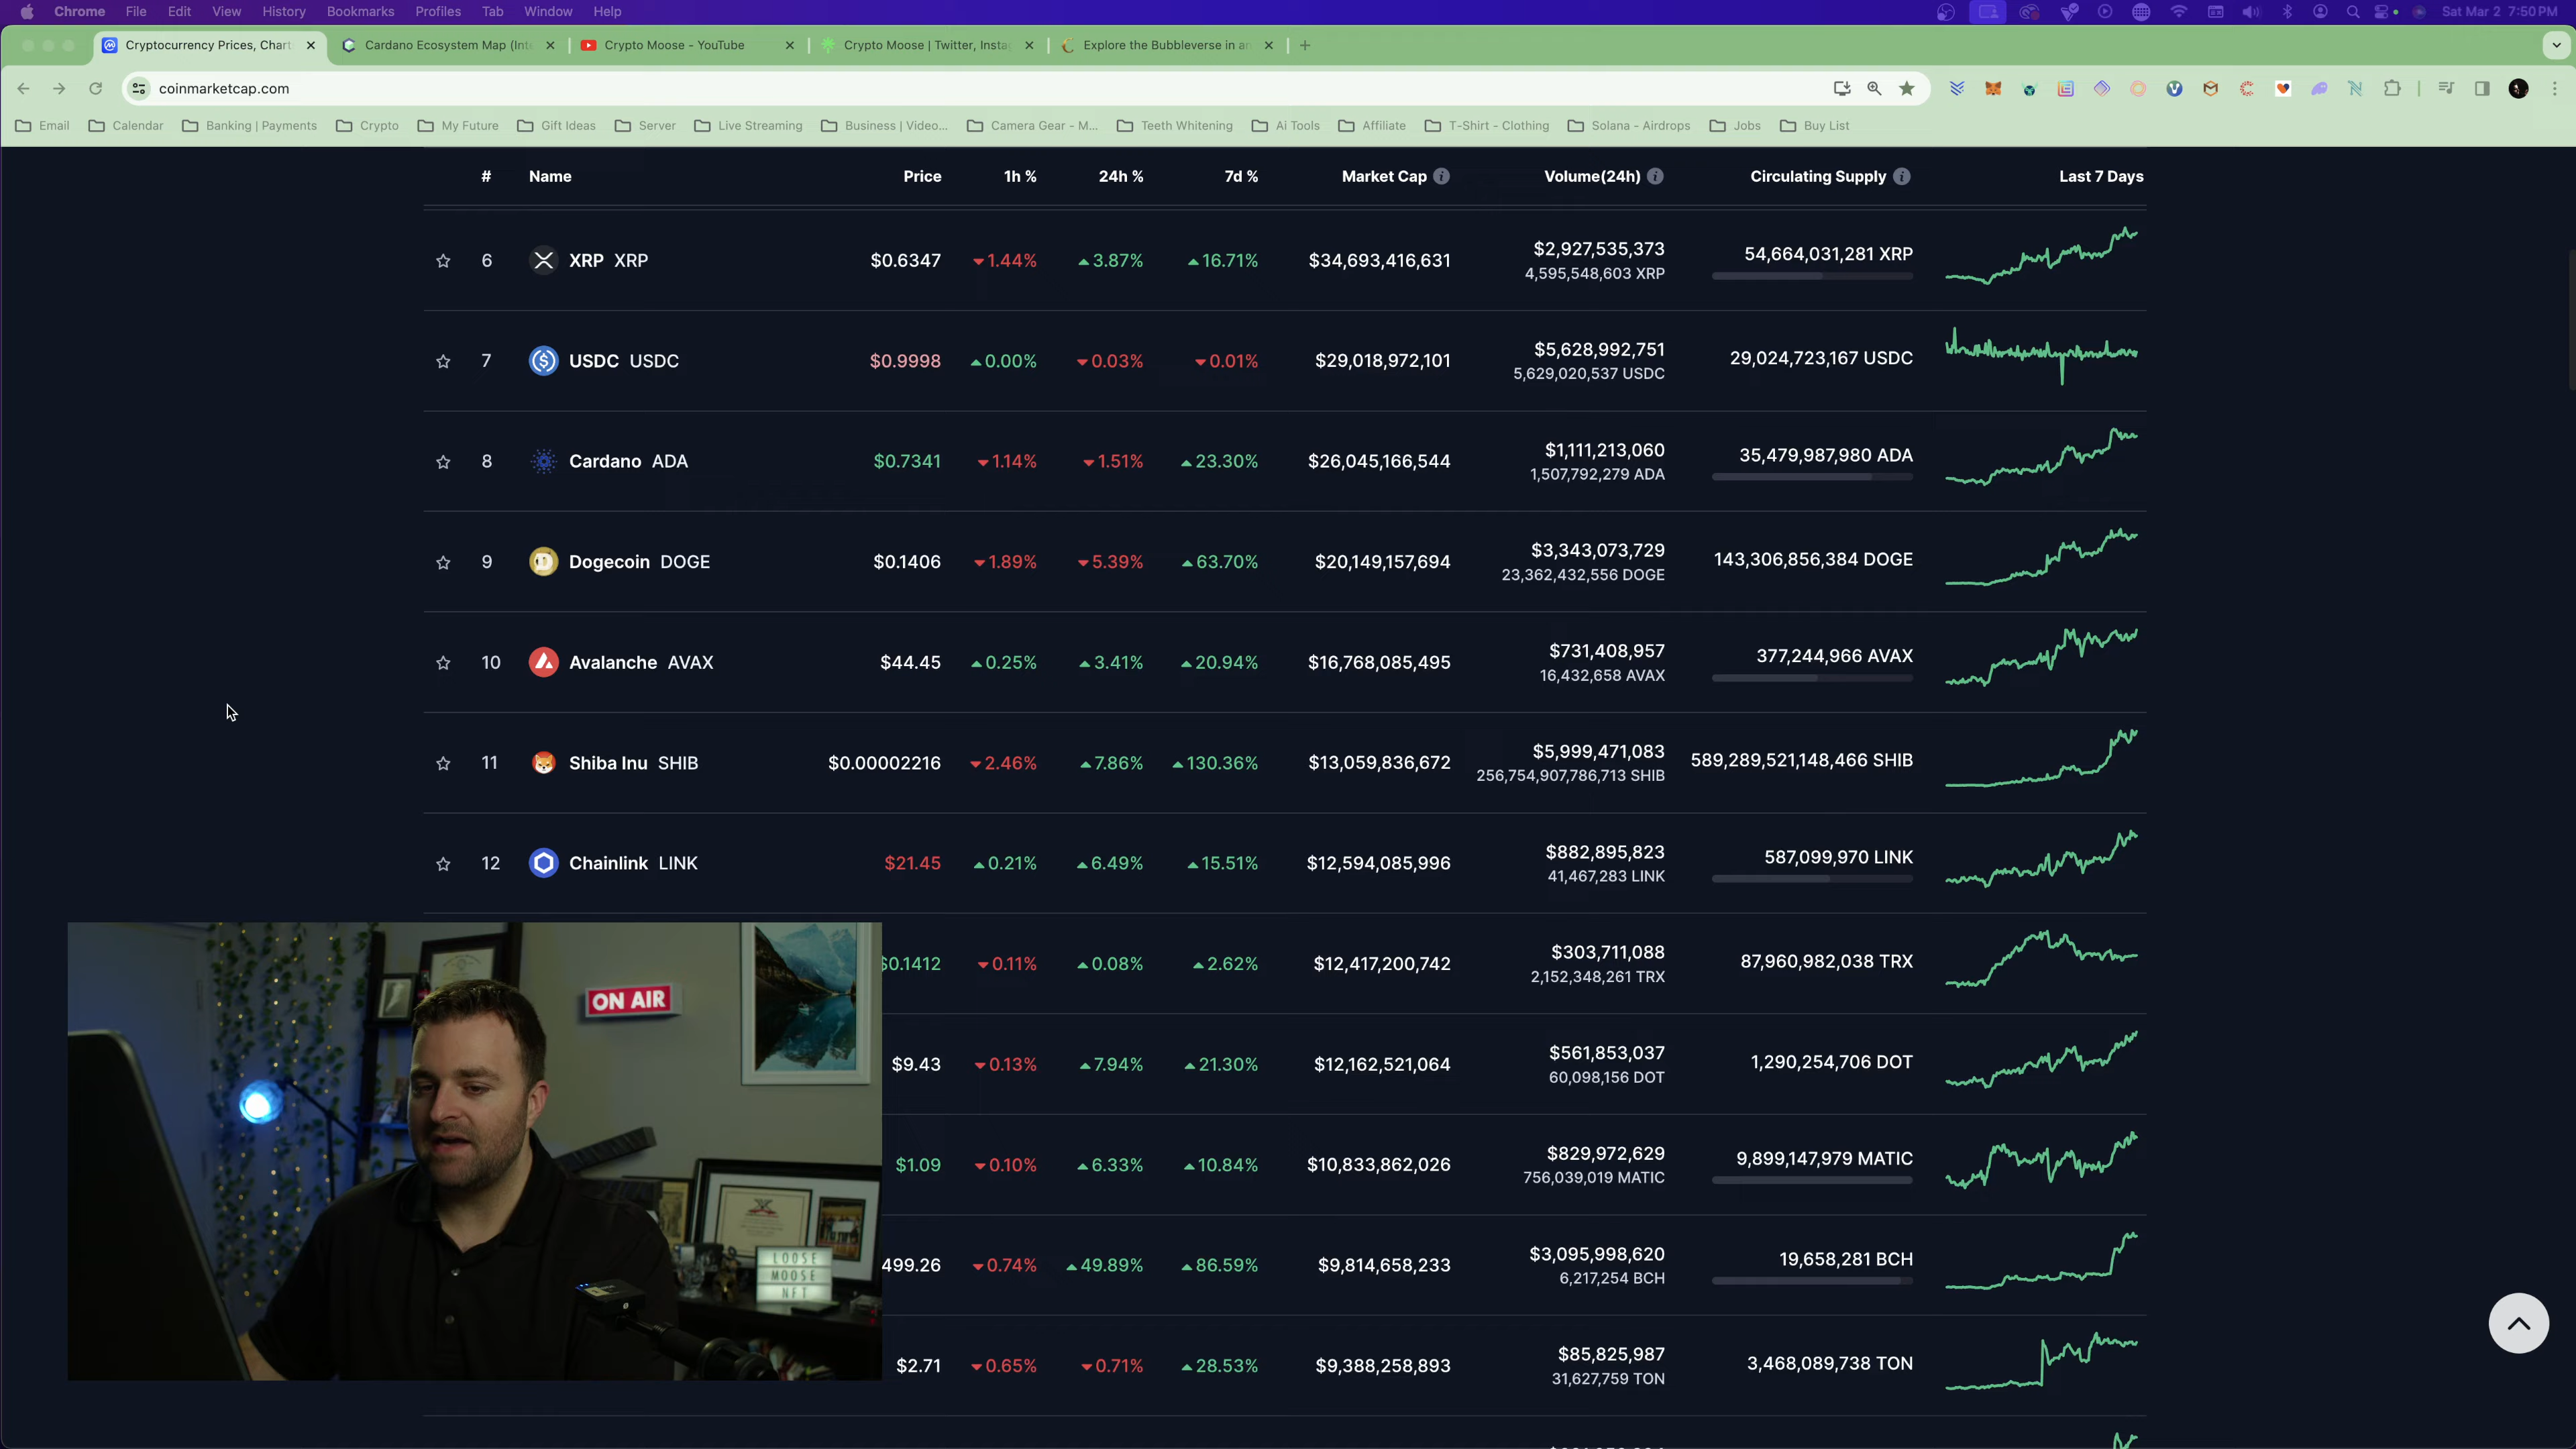 Chrome File Edit View History Bookmarks Profiles Tab Window Help Sat Mar 2 7:50 PM
Cryptocurrency Prices, Chart Cardano Ecosystem Map (Inte Crypto Moose - YouTube Crypto Moose | Twitter, Insta Explore the Bubbleverse in an
coinmarketcap.com
Email Calendar Banking | Payments Crypto My Future Gift Ideas Server Live Streaming Business | Video... Camera Gear - M... Teeth Whitening Ai Tools Affiliate T-Shirt - Clothing Solana - Airdrops Jobs Buy List
# Name Price 1h % 24h % 7d % Market Cap Volume(24h) Circulating Supply Last 7 Days
6 XRP XRP $0.6347 1.44% 3.87% 16.71% $34,693,416,631 $2,927,535,373 54,664,031,281 XRP
4,595,548,603 XRP
7 USDC USDC $0.9998 0.00% 0.03% 0.01% $29,018,972,101 $5,628,992,751 29,024,723,167 USDC
5,629,020,537 USDC
8 Cardano ADA $0.7341 1.14% 1.51% 23.30% $26,045,166,544 $1,111,213,060 35,479,987,980 ADA
1,507,792,279 ADA
9 Dogecoin DOGE $0.1406 1.89% 5.39% 63.70% $20,149,157,694 $3,343,073,729 143,306,856,384 DOGE
23,362,432,556 DOGE
10 Avalanche AVAX $44.45 0.25% 3.41% 20.94% $16,768,085,495 $731,408,957 377,244,966 AVAX
16,432,658 AVAX
11 Shiba Inu SHIB $0.00002216 2.46% 7.86% 130.36% $13,059,836,672 $5,999,471,083 589,289,521,148,466 SHIB
256,754,907,786,713 SHIB
12 Chainlink LINK $21.45 0.21% 6.49% 15.51% $12,594,085,996 $882,895,823 587,099,970 LINK
41,467,283 LINK
$0.1412 0.11% 0.08% 2.62% $12,417,200,742 $303,711,088 87,960,982,038 TRX
2,152,348,261 TRX
ON AIR
$9.43 0.13% 7.94% 21.30% $12,162,521,064 $561,853,037 1,290,254,706 DOT
60,098,156 DOT
$1.09 0.10% 6.33% 10.84% $10,833,862,026 $829,972,629 9,899,147,979 MATIC
756,039,019 MATIC
499.26 0.74% 49.89% 86.59% $9,814,658,233 $3,095,998,620 19,658,281 BCH
6,217,254 BCH
LOOSE
MOOSE
NFT
$2.71 0.65% 0.71% 28.53% $9,388,258,893 $85,825,987 3,468,089,738 TON
31,627,759 TON